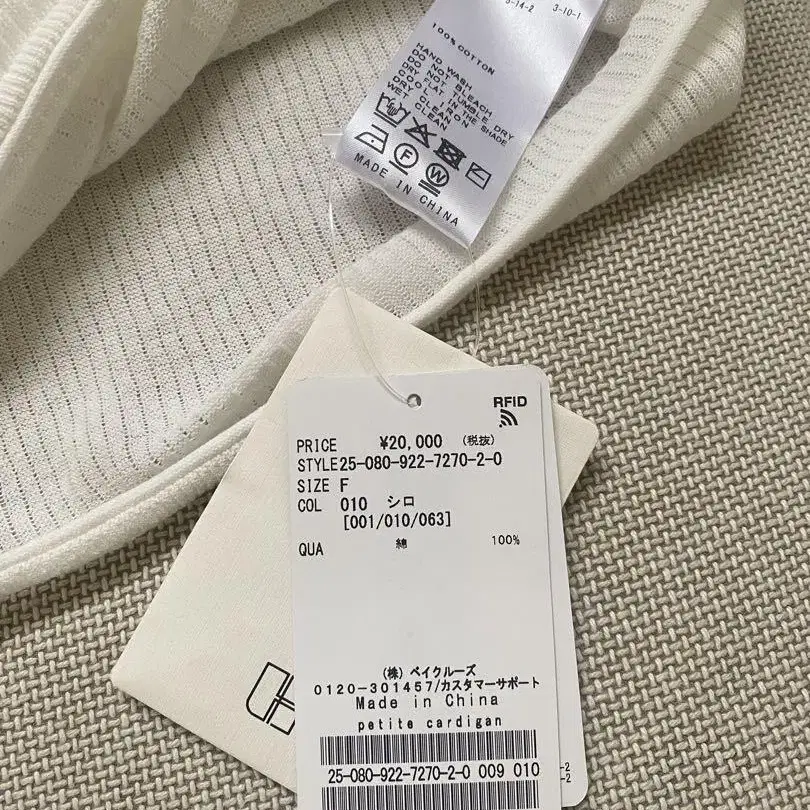 3-10-1
100% COTTON
HAND WASH
DO NOT BLEACH
DO NOT TUMBLE DRY
DRY FLAT IN THE SHADE
COOL IRON
DRY CLEAN
WET CLEAN
F W
MADE IN CHINA
RFID
PRICE ¥20,000 (税抜)
STYLE25-080-922-7270-2-0
SIZE F
COL 010 シロ
[001/010/063]
QUA 綿 100%
(株) ベイクルーズ
0120-301457/カスタマーサポート
Made in China
petite cardigan
25-080-922-7270-2-0 009 010
-2
-2